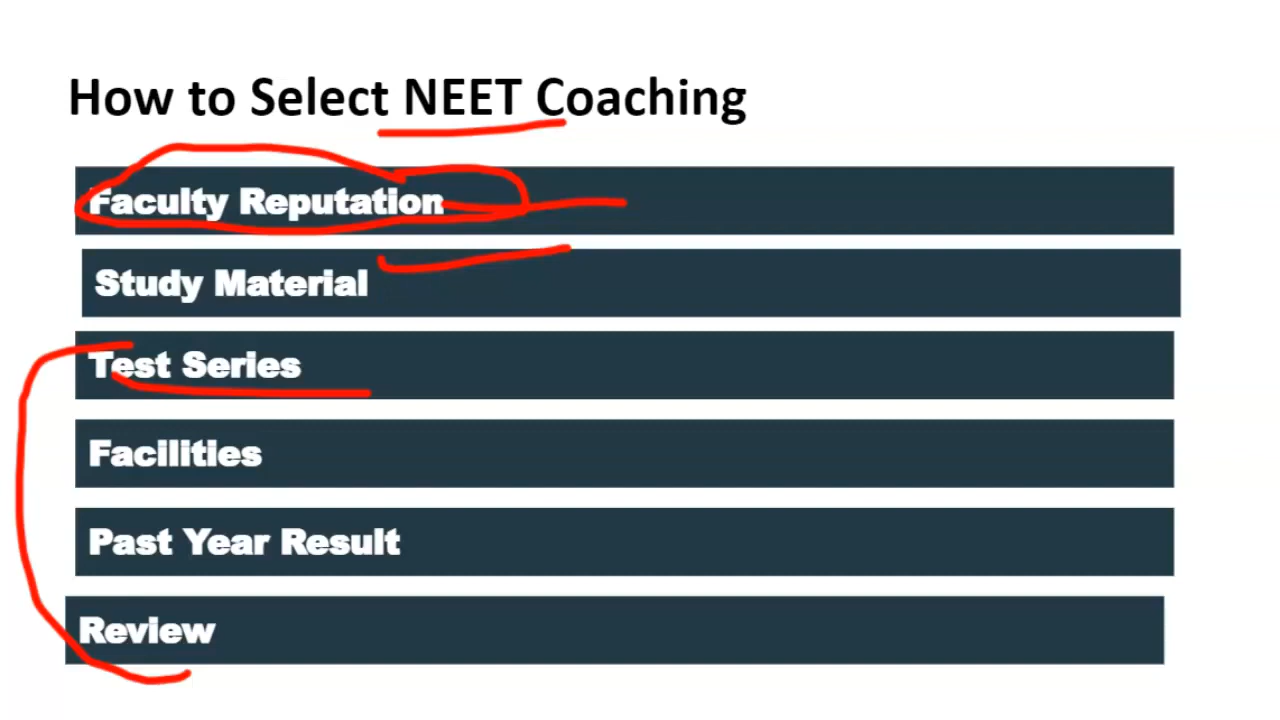 How to Select NEET Coaching
Faculty Reputation
Study Material
Test Series
Facilities
Past Year Result
Review